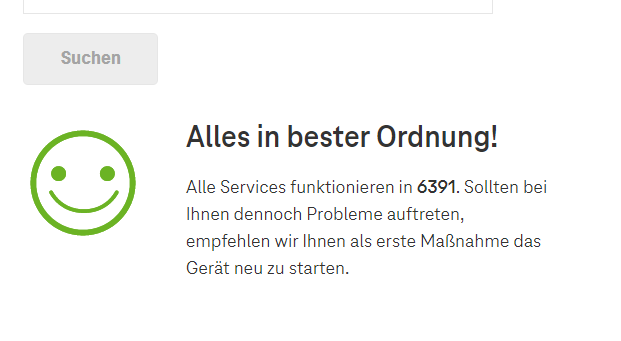 Suchen
Alles in bester Ordnung!
Alle Services funktionieren in 6391. Sollten bei
Ihnen dennoch Probleme auftreten,
empfehlen wir Ihnen als erste Maßnahme das
Gerät neu zu starten.